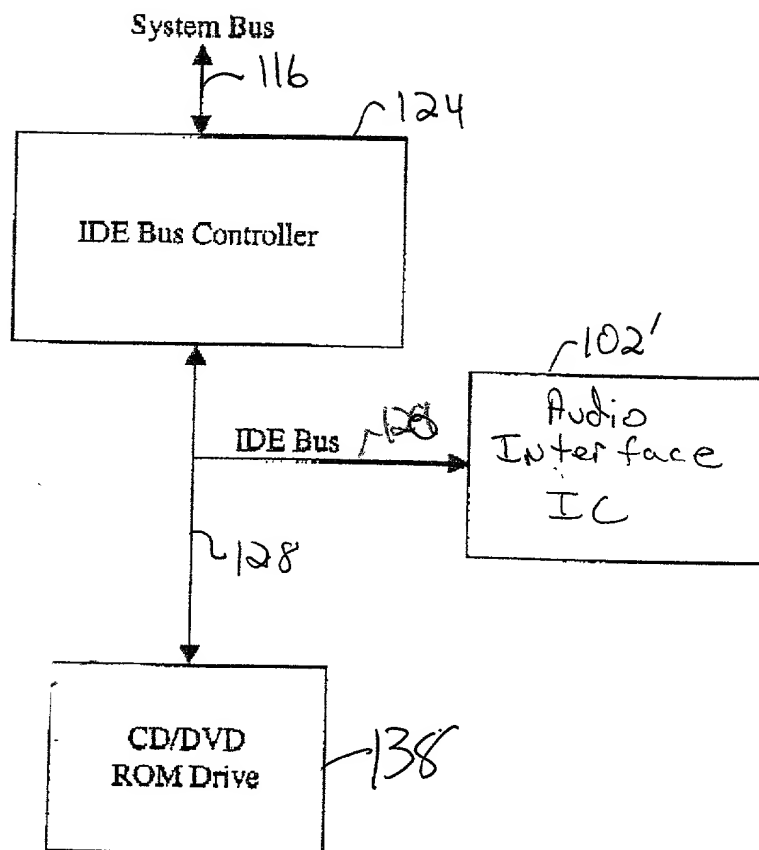 System Bus
116
124
IDE Bus Controller
102'
Audio
Interface
IC
IDE Bus
128
128
CD/DVD
ROM Drive
138